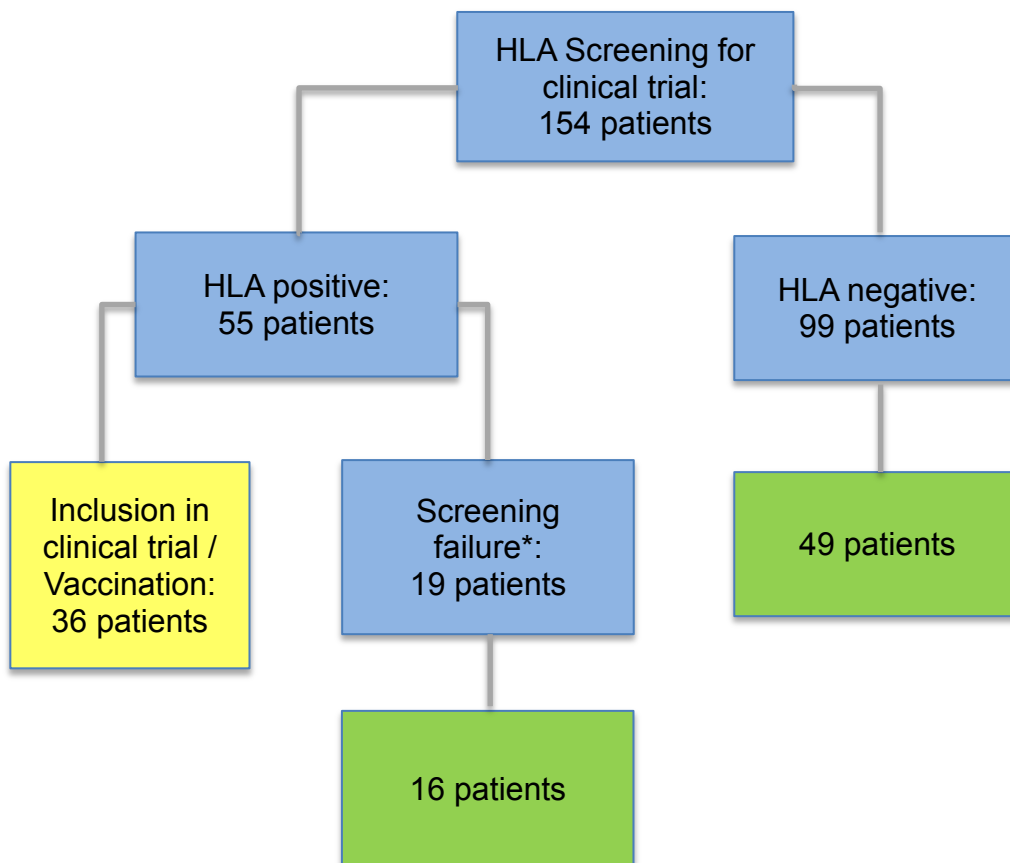 HLA Screening for
clinical trial:
154 patients
HLA positive:
55 patients
HLA negative:
99 patients
Inclusion in
clinical trial /
Vaccination:
36 patients
Screening
failure*:
19 patients
49 patients
16 patients